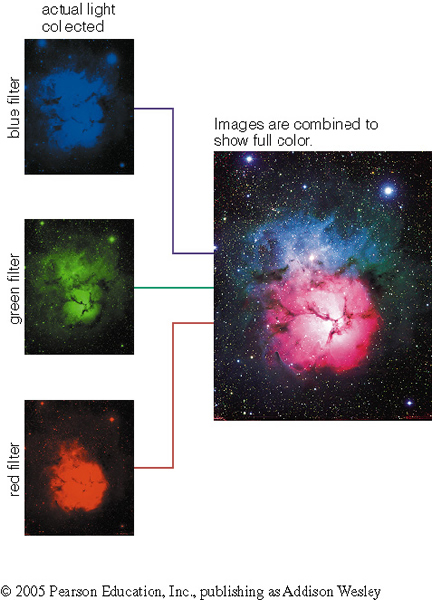 actual light
colected
blue filter
Images are combined to
show full color.
green filter
red filter
© 2005 Pearson Education, Inc., publishing as Addison Wesley